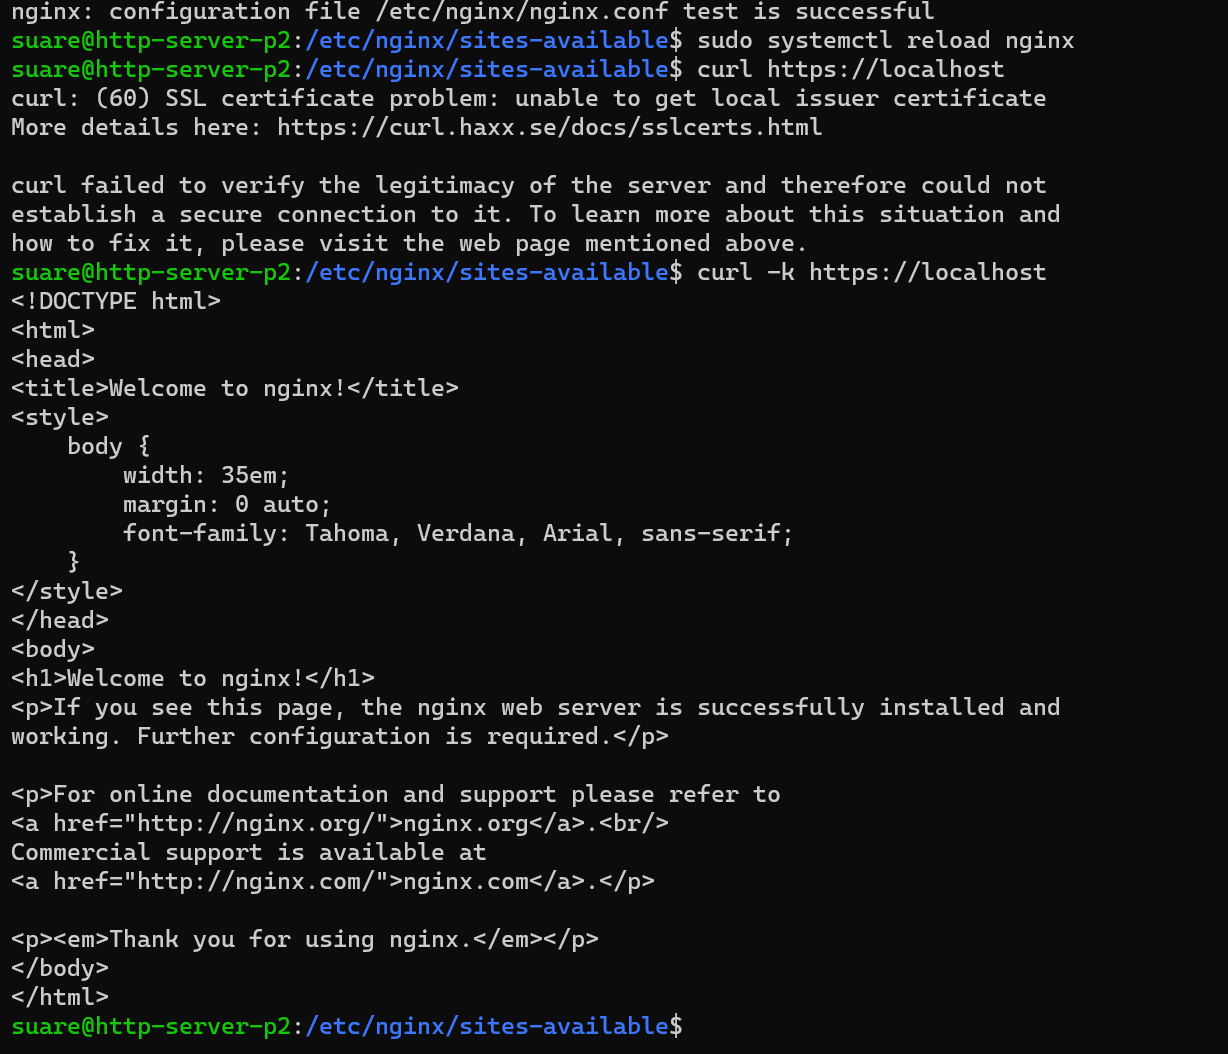 nginx: configuration file /etc/nginx/nginx.conf test is successful
suare@http-server-p2:/etc/nginx/sites-available$ sudo systemctl reload nginx
suare@http-server-p2:/etc/nginx/sites-available$ curl https://localhost
curl: (60) SSL certificate problem: unable to get local issuer certificate
More details here: https://curl.haxx.se/docs/sslcerts.html

curl failed to verify the legitimacy of the server and therefore could not
establish a secure connection to it. To learn more about this situation and
how to fix it, please visit the web page mentioned above.
suare@http-server-p2:/etc/nginx/sites-available$ curl -k https://localhost
<!DOCTYPE html>
<html>
<head>
<title>Welcome to nginx!</title>
<style>
    body {
        width: 35em;
        margin: 0 auto;
        font-family: Tahoma, Verdana, Arial, sans-serif;
    }
</style>
</head>
<body>
<h1>Welcome to nginx!</h1>
<p>If you see this page, the nginx web server is successfully installed and
working. Further configuration is required.</p>

<p>For online documentation and support please refer to
<a href="http://nginx.org/">nginx.org</a>.<br/>
Commercial support is available at
<a href="http://nginx.com/">nginx.com</a>.</p>

<p><em>Thank you for using nginx.</em></p>
</body>
</html>
suare@http-server-p2:/etc/nginx/sites-available$